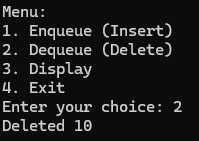 Menu:
1. Enqueue (Insert)
2. Dequeue (Delete)
3. Display
4. Exit
Enter your choice: 2
Deleted 10